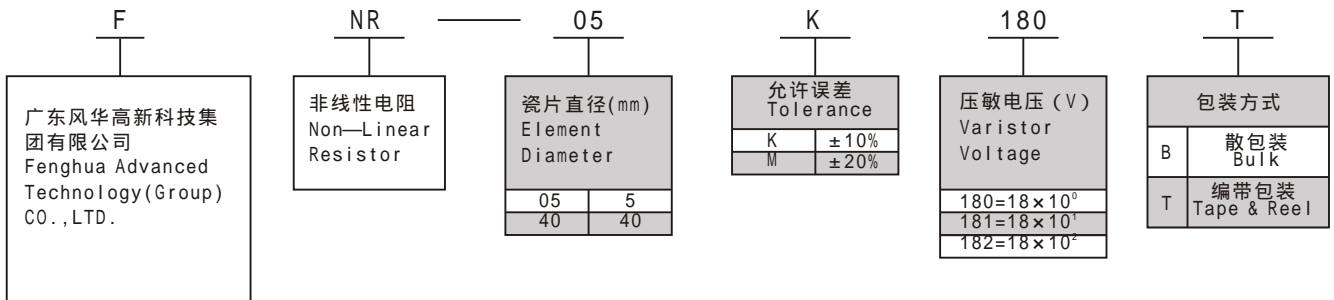 F NR 05 K 180 T
广东风华高新科技集
团有限公司
Fenghua Advanced
Technology(Group)
CO.,LTD.
非线性电阻
Non—Linear
Resistor
瓷片直径(mm)
Element
Diameter
05 5
40 40
允许误差
Tolerance
K ±10%
M ±20%
压敏电压（V）
Varistor
Voltage
180=18×10⁰
181=18×10¹
182=18×10²
包装方式
B 散包装
Bulk
T 编带包装
Tape & Reel